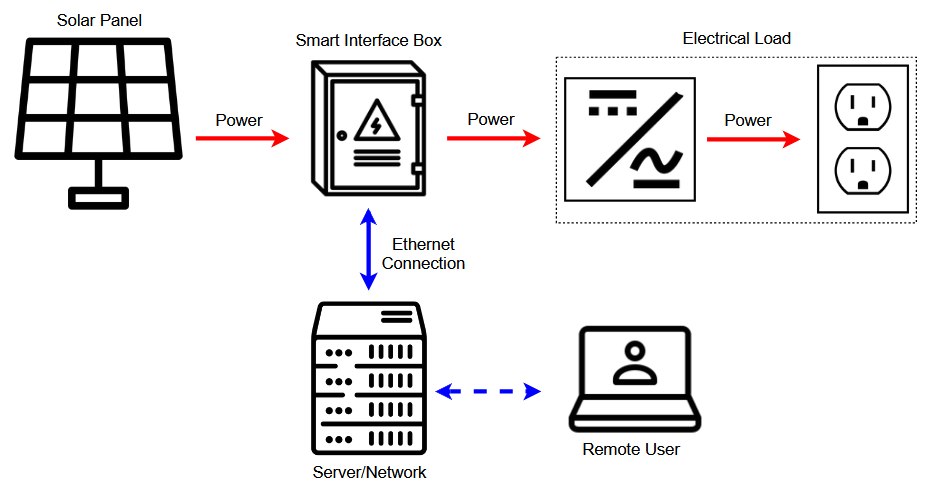 Solar Panel
Smart Interface Box
Electrical Load
Power
Power
Power
Ethernet
Connection
Server/Network
Remote User